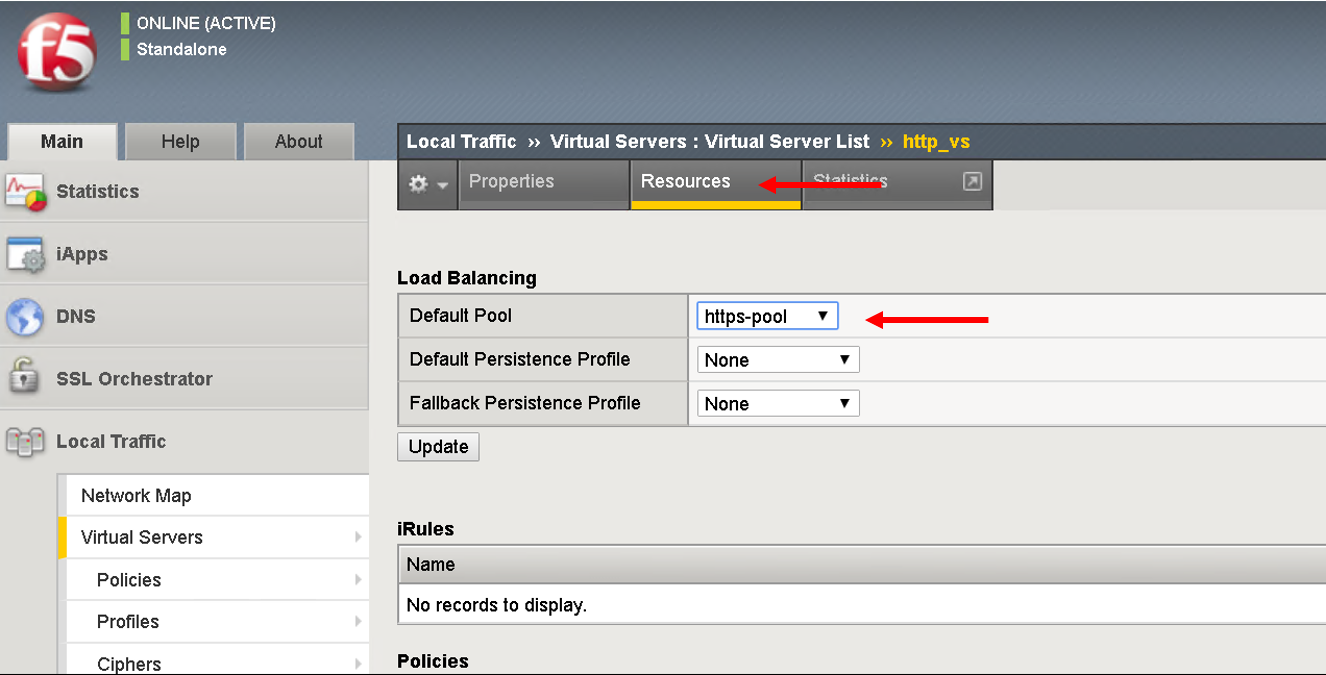 f5
ONLINE (ACTIVE)
Standalone
Main Help About
Local Traffic » Virtual Servers : Virtual Server List » http_vs
Properties Resources Statistics
Statistics
iApps
DNS
SSL Orchestrator
Local Traffic
Network Map
Virtual Servers
Policies
Profiles
Ciphers
Load Balancing
Default Pool https-pool
Default Persistence Profile None
Fallback Persistence Profile None
Update
iRules
Name
No records to display.
Policies